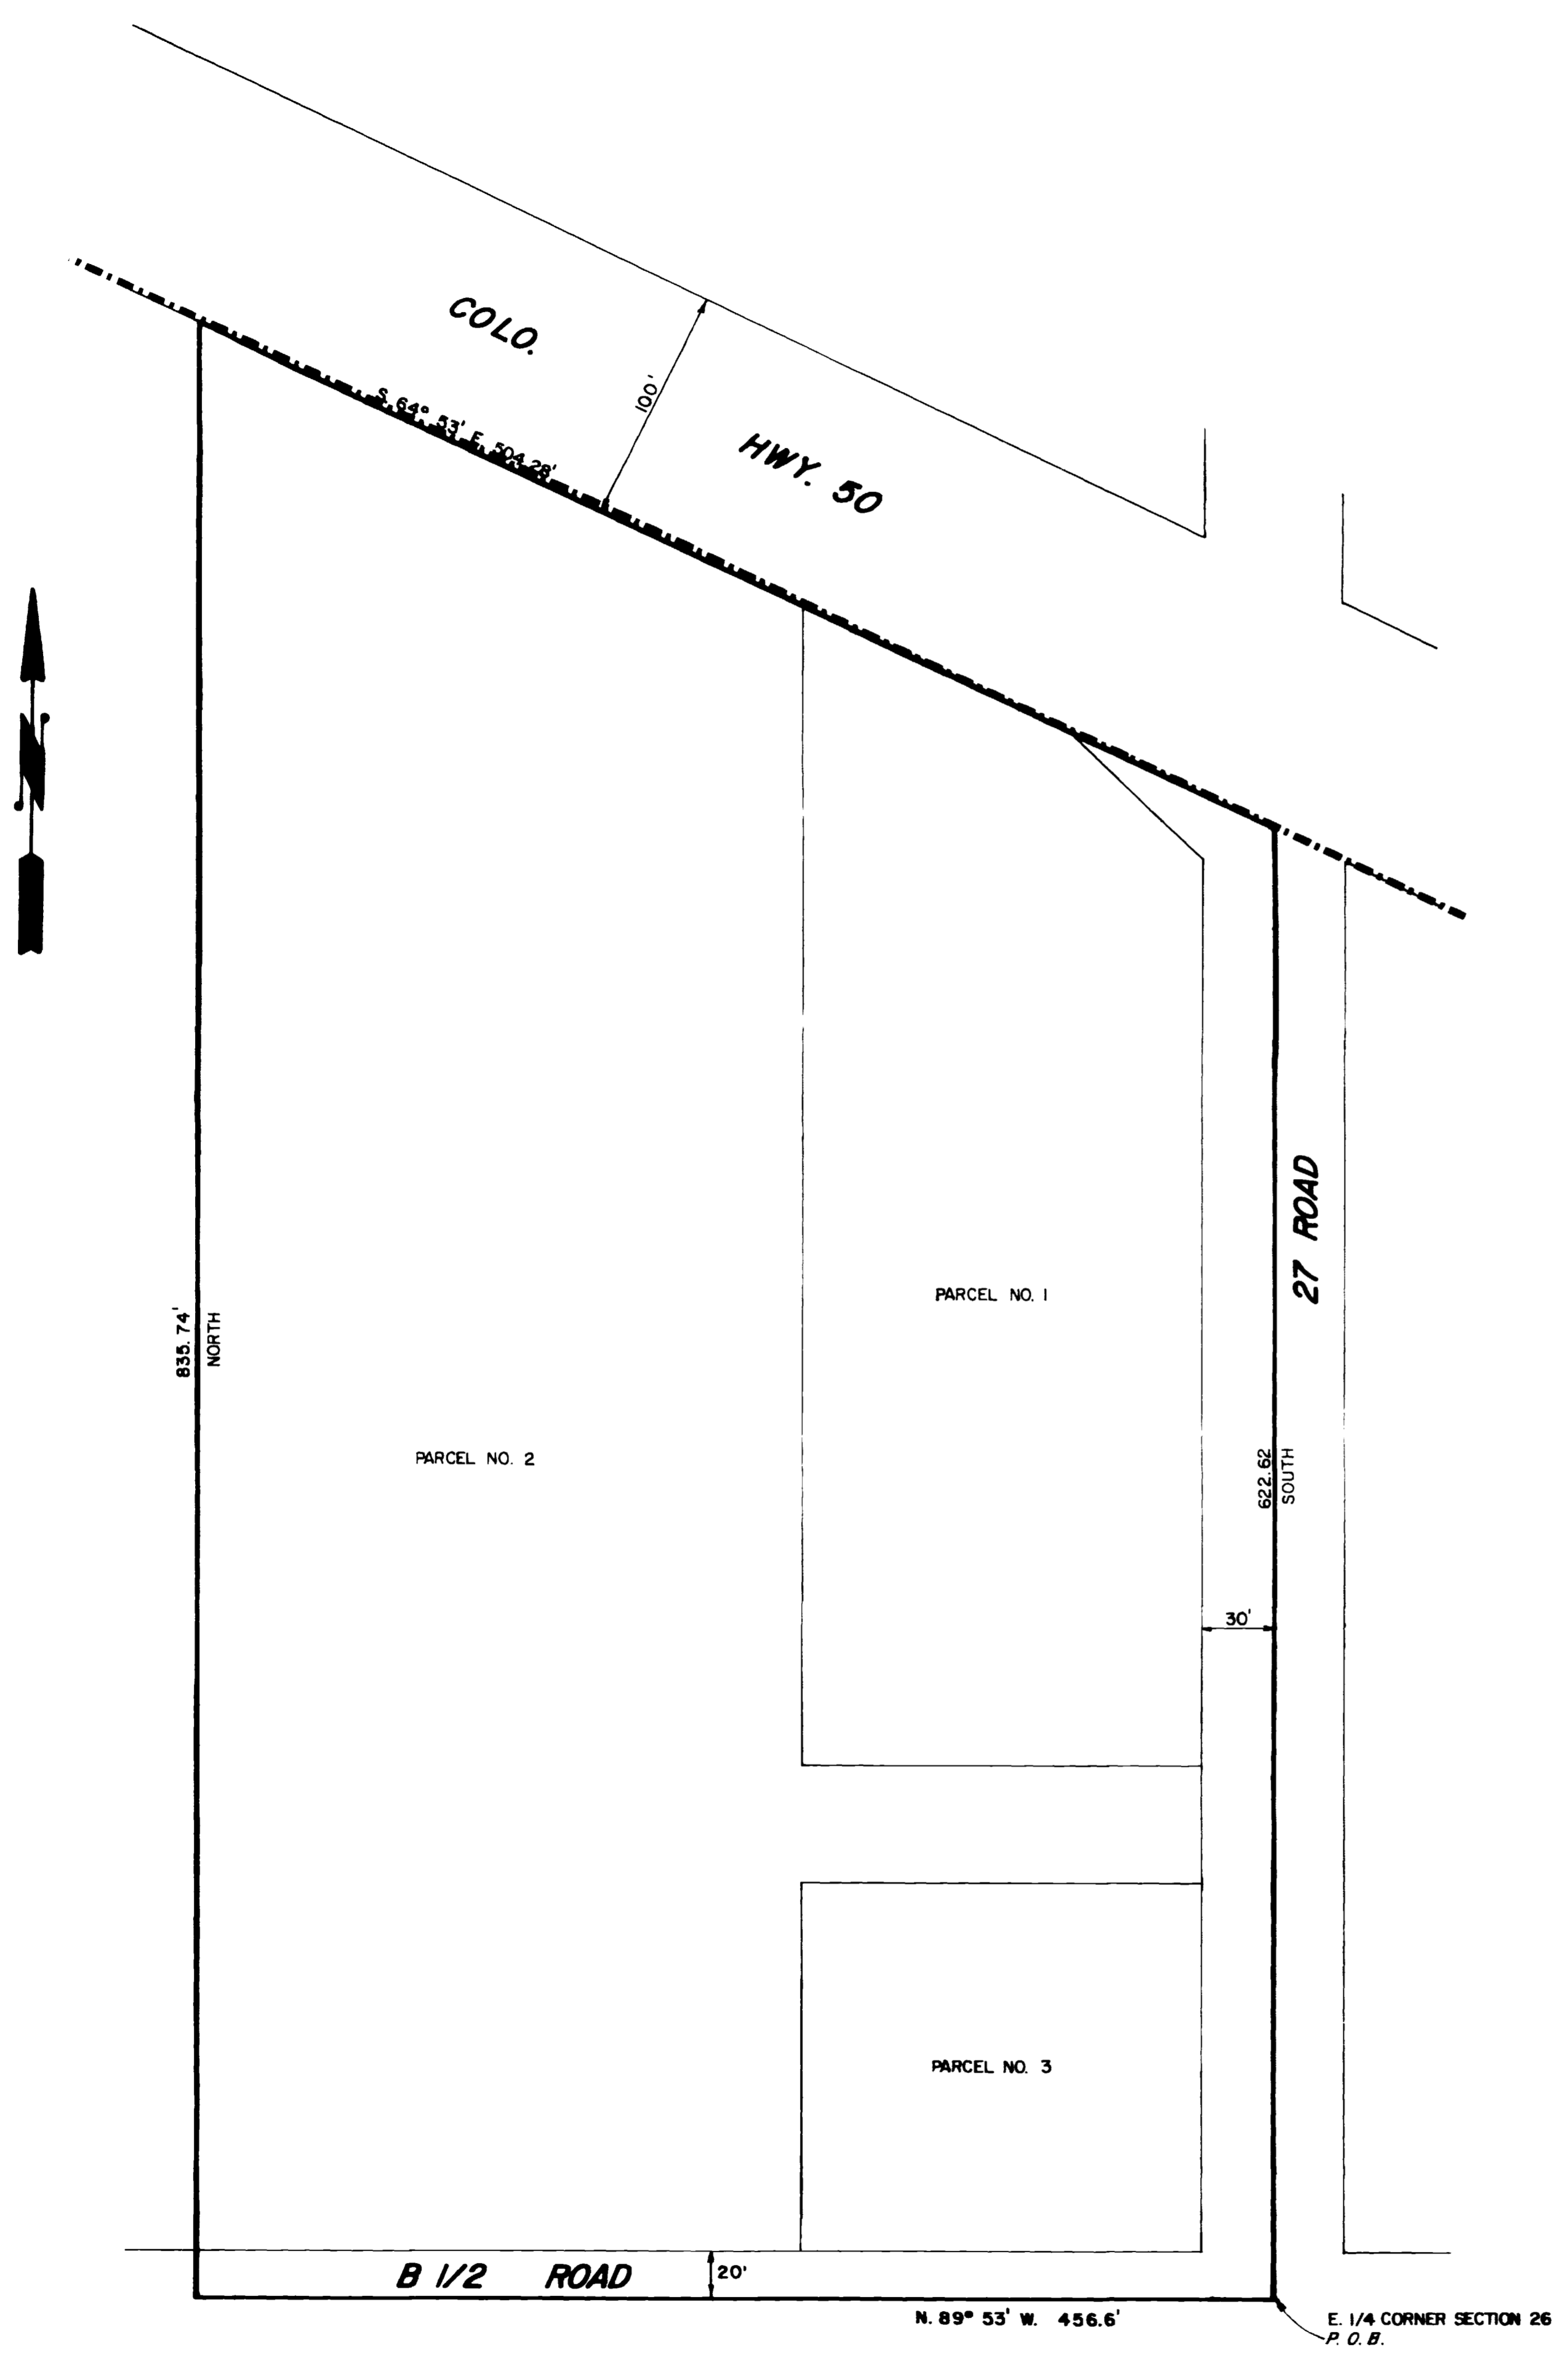 COLO.
HWY. 50
100'
S. 64° 53' E. 504.28'
27 ROAD
PARCEL NO. 1
835.74'
NORTH
PARCEL NO. 2
622.62
SOUTH
30'
PARCEL NO. 3
B 1/2 ROAD
20'
N. 89° 53' W. 456.6'
E. 1/4 CORNER SECTION 26
P. O. B.